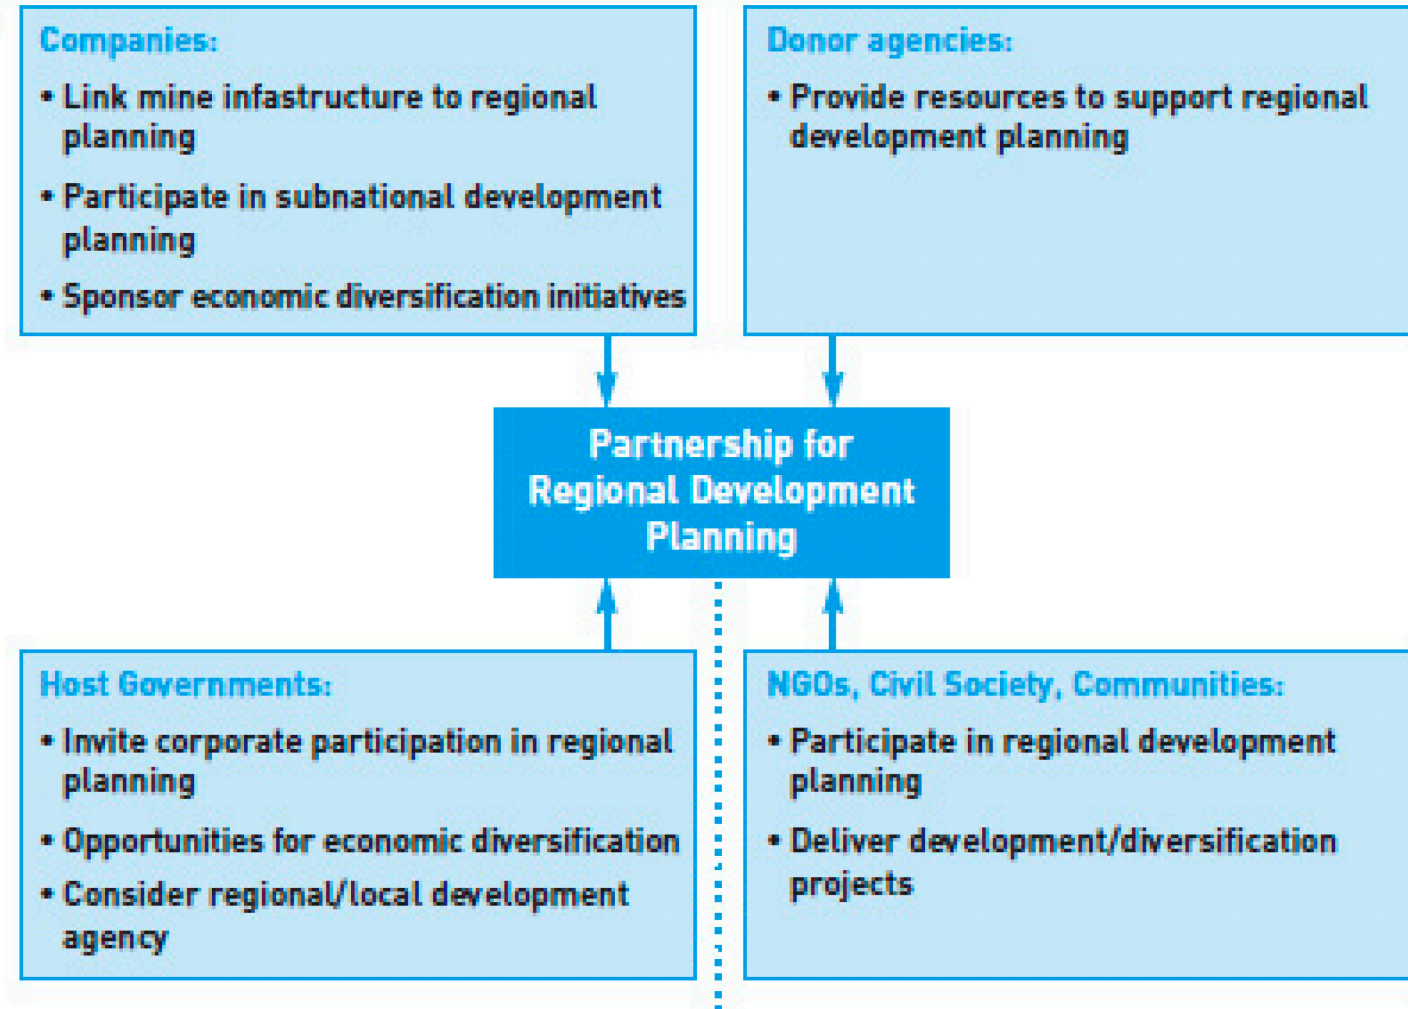 Companies:
• Link mine infastructure to regional
planning
• Participate in subnational development
planning
• Sponsor economic diversification initiatives
Donor agencies:
• Provide resources to support regional
development planning
Partnership for
Regional Development
Planning
Host Governments:
• Invite corporate participation in regional
planning
• Opportunities for economic diversification
• Consider regional/local development
agency
NGOs, Civil Society, Communities:
• Participate in regional development
planning
• Deliver development/diversification
projects